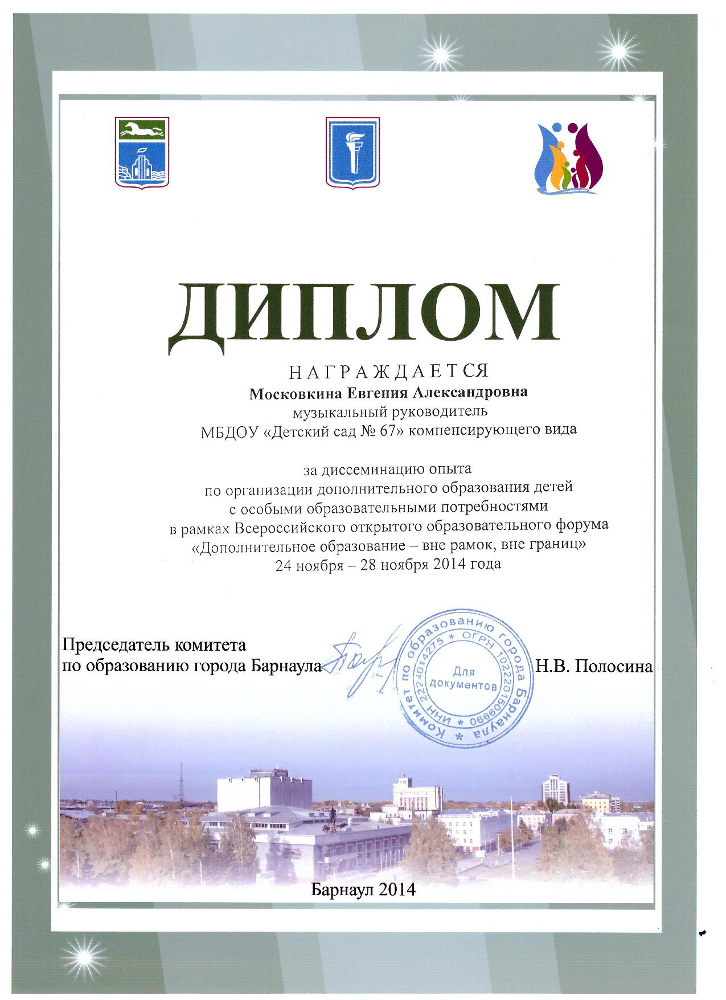 ДИПЛОМ
НАГРАЖДАЕТСЯ
Московкина Евгения Александровна
музыкальный руководитель
МБДОУ «Детский сад № 67» компенсирующего вида
за диссеминацию опыта
по организации дополнительного образования детей
с особыми образовательными потребностями
в рамках Всероссийского открытого образовательного форума
«Дополнительное образование – вне рамок, вне границ»
24 ноября – 28 ноября 2014 года
Председатель комитета
по образованию города Барнаула
Н.В. Полосина
Комитет по образованию города Барнаула *
ИНН 2224014275 * ОГРН 1022201509990 *
Для
документов
Барнаул 2014